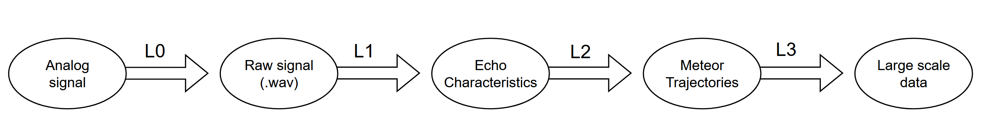 Analog
signal
L0
Raw signal
(.wav)
L1
Echo
Characteristics
L2
Meteor
Trajectories
L3
Large scale
data